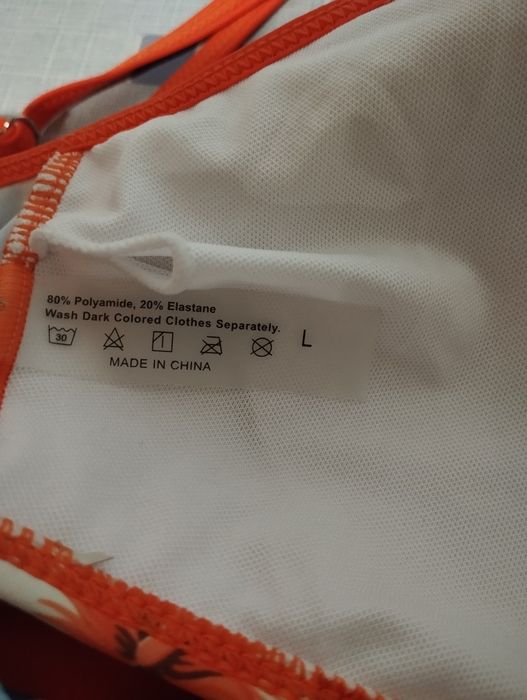 80% Polyamide, 20% Elastane
Wash Dark Colored Clothes Separately.
30 L
MADE IN CHINA